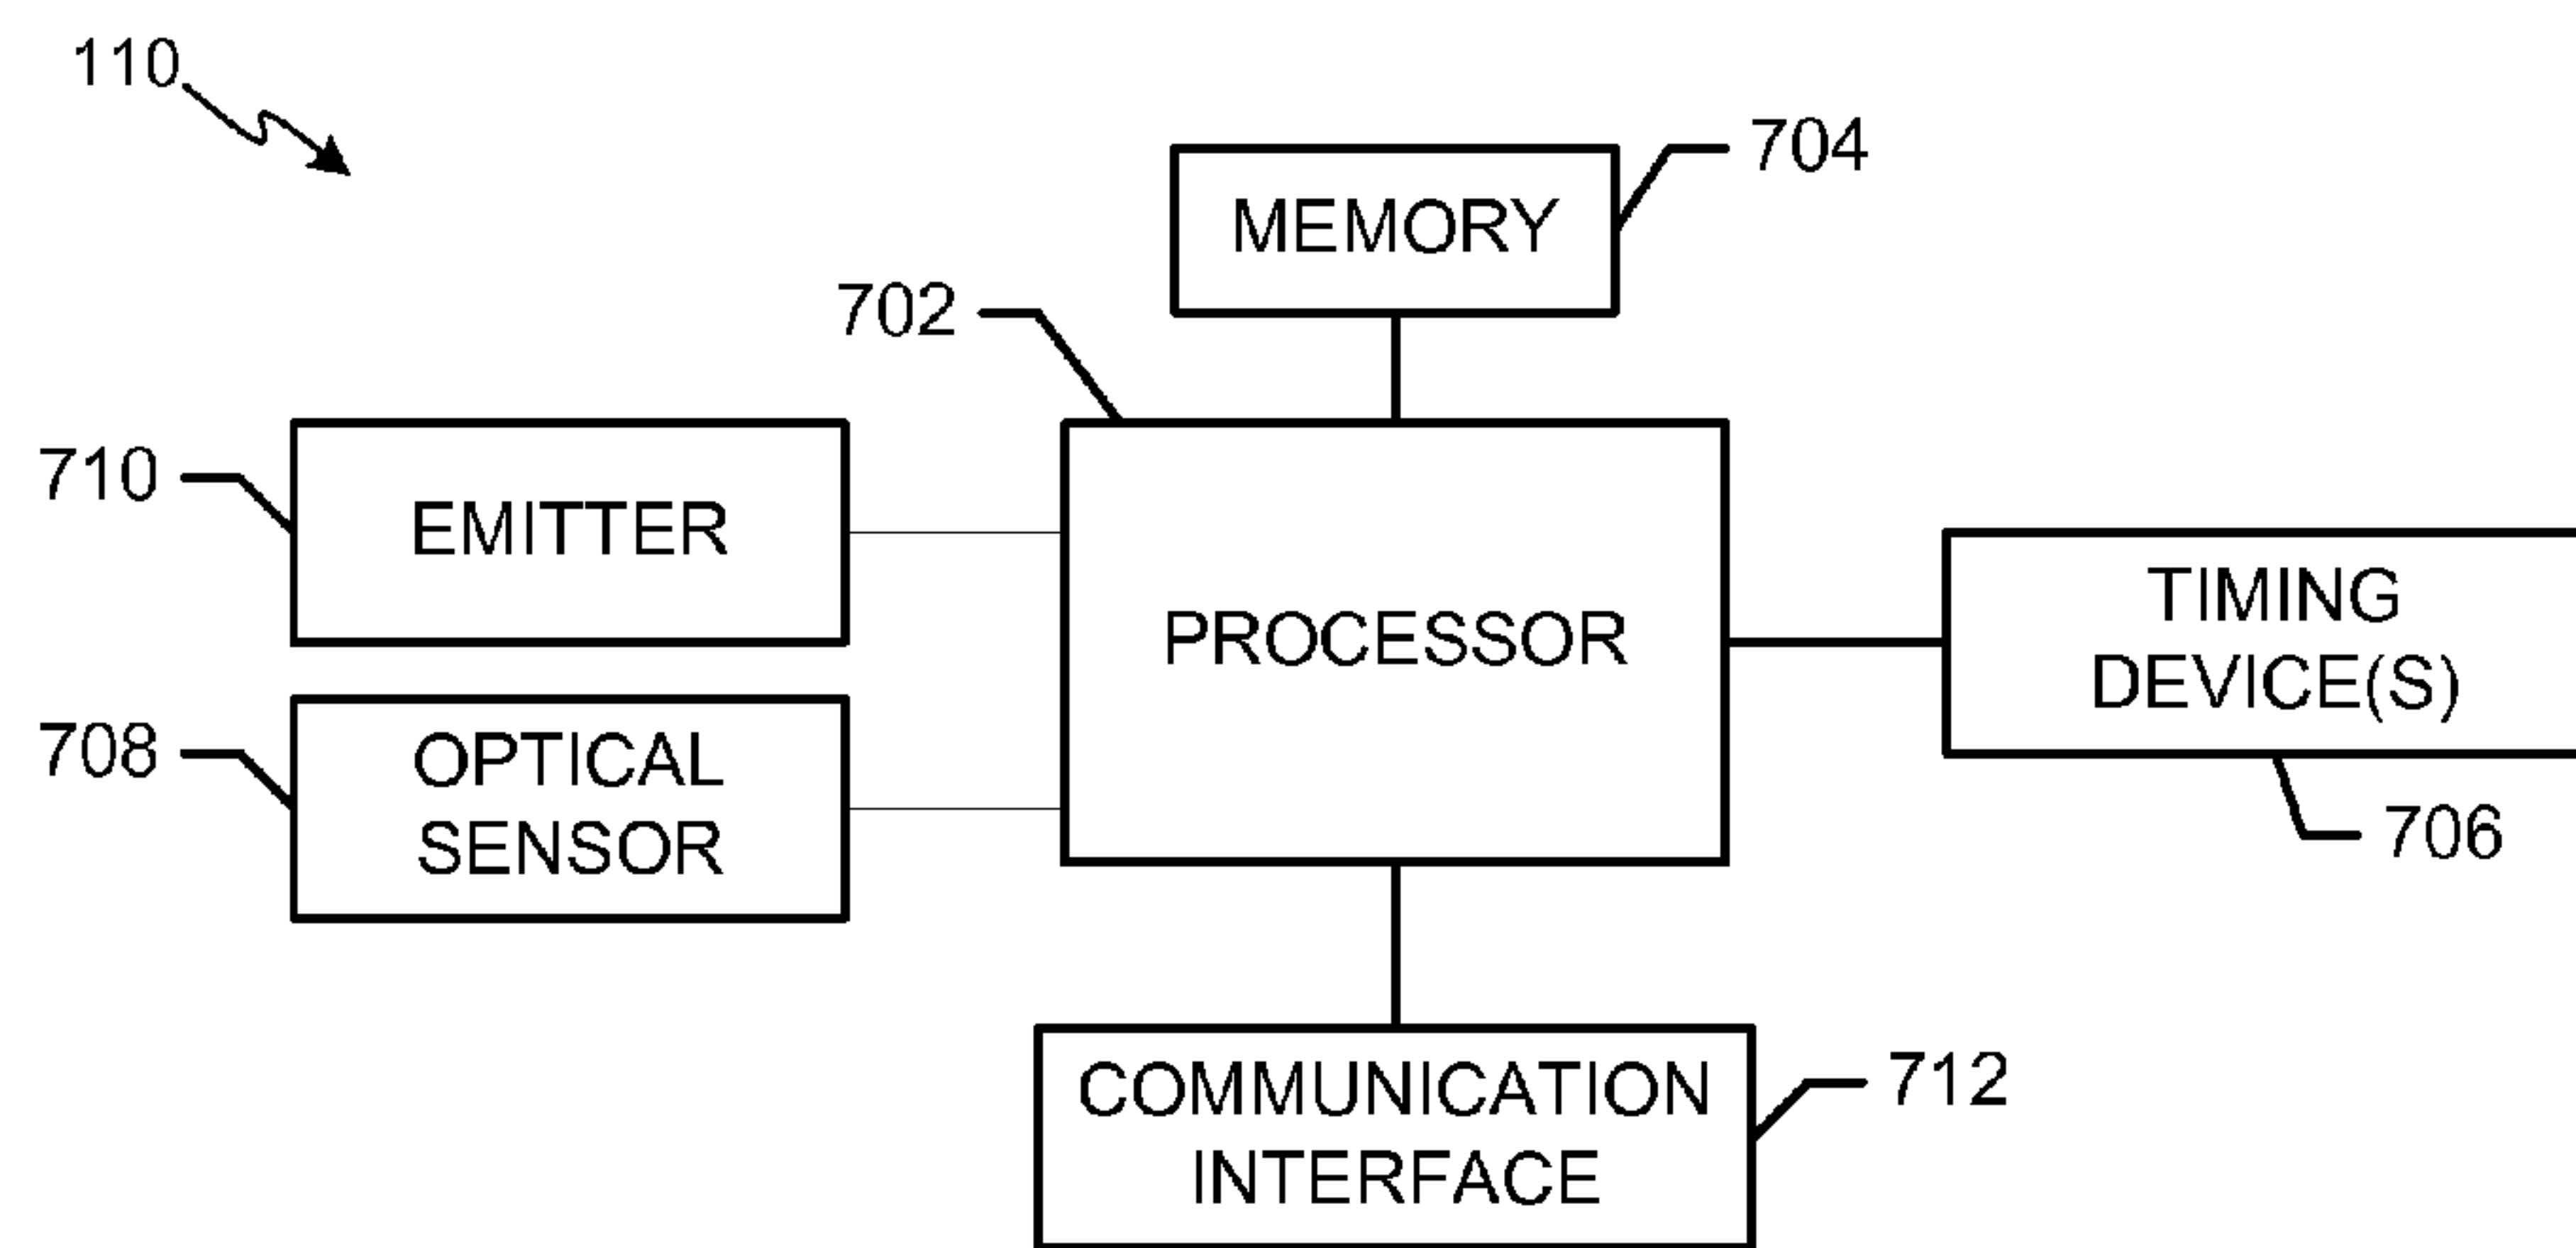 110
MEMORY
704
702
710
EMITTER
PROCESSOR
TIMING
DEVICE(S)
706
708
OPTICAL
SENSOR
COMMUNICATION
INTERFACE
712